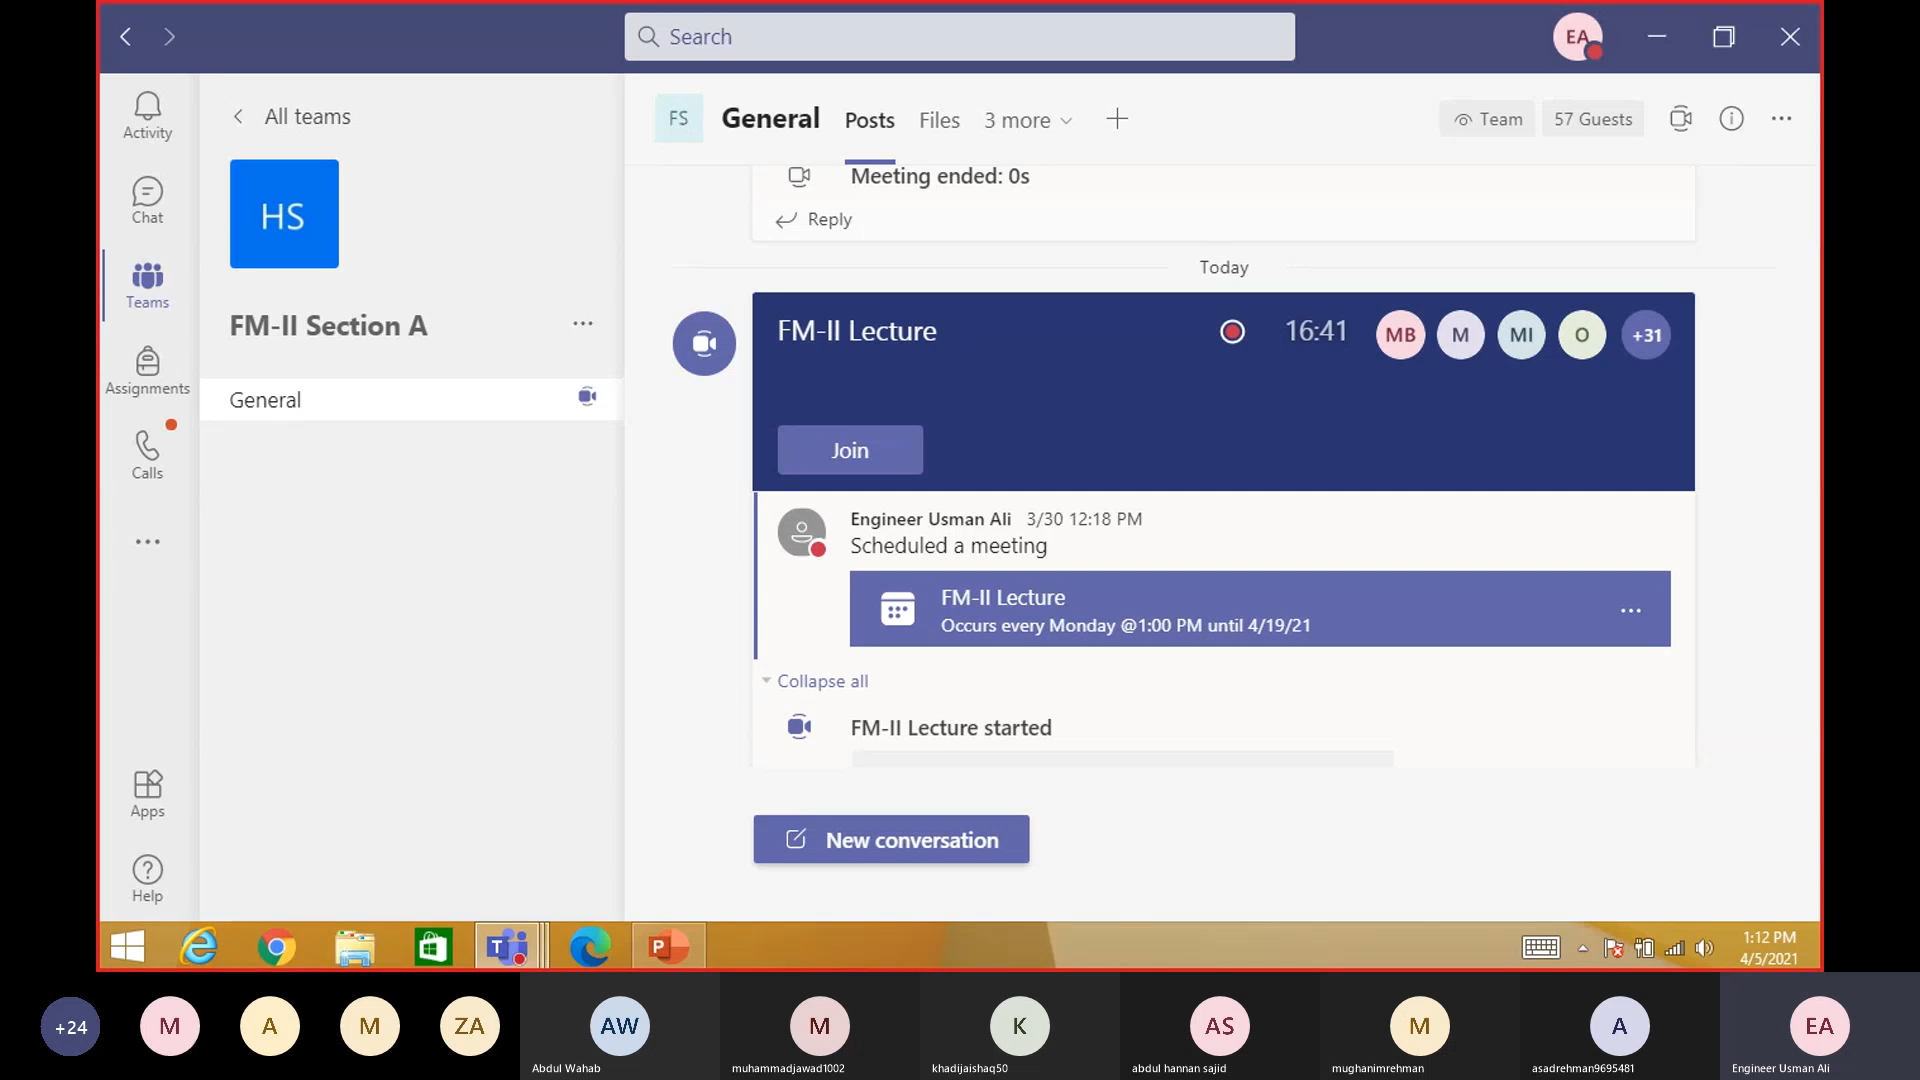 Search
EA
Activity
Chat
Teams
Assignments
Calls
Apps
Help
All teams
HS
FM-II Section A
General
FS
General
Posts
Files
3 more
Team
57 Guests
Meeting ended: 0s
Reply
Today
FM-II Lecture
16:41
MB
M
MI
O
+31
Join
Engineer Usman Ali 3/30 12:18 PM
Scheduled a meeting
FM-II Lecture
Occurs every Monday @1:00 PM until 4/19/21
Collapse all
FM-II Lecture started
New conversation
1:12 PM
4/5/2021
+24
M
A
M
ZA
AW
M
K
AS
M
A
EA
Abdul Wahab
muhammadjawad1002
khadijaishaq50
abdul hannan sajid
mughanimrehman
asadrehman9695481
Engineer Usman Ali